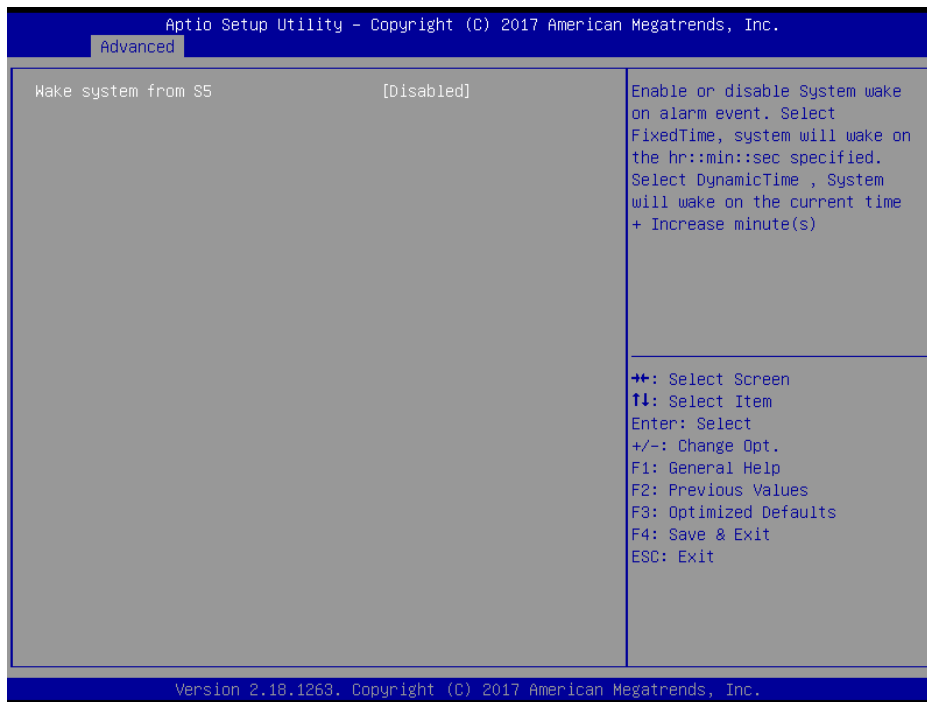 Aptio Setup Utility – Copyright (C) 2017 American Megatrends, Inc.
Advanced
Wake system from S5 [Disabled]
Enable or disable System wake
on alarm event. Select
FixedTime, system will wake on
the hr::min::sec specified.
Select DynamicTime , System
will wake on the current time
+ Increase minute(s)
→←: Select Screen
↑↓: Select Item
Enter: Select
+/-: Change Opt.
F1: General Help
F2: Previous Values
F3: Optimized Defaults
F4: Save & Exit
ESC: Exit
Version 2.18.1263. Copyright (C) 2017 American Megatrends, Inc.